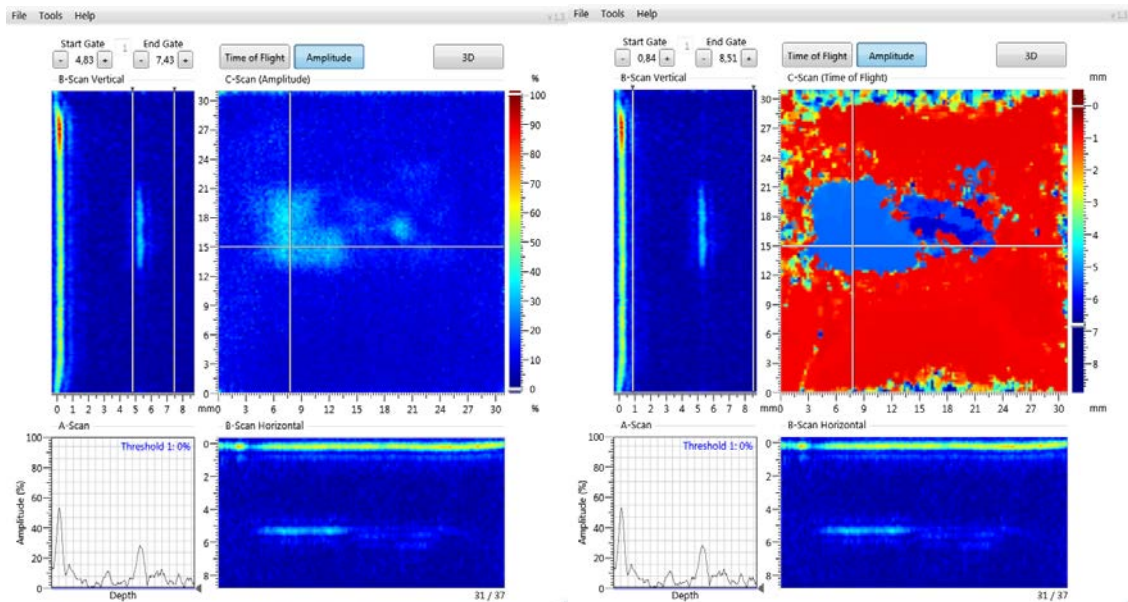 File Tools Help
v 1.3
Start Gate 1 End Gate
- 4,83 + - 7,43 +
Time of Flight Amplitude 3D
B-Scan Vertical
C-Scan (Amplitude)
%
100
90
80
70
60
50
40
30
20
10
0
%
30
27
24
21
18
15
12
9
6
3
0
0 1 2 3 4 5 6 7 8 mm 0 3 6 9 12 15 18 21 24 27 30
A-Scan
Threshold 1: 0%
Amplitude (%)
100
80
60
40
20
0
Depth
B-Scan Horizontal
0
2
4
6
8
31 / 37
File Tools Help
v 1.3
Start Gate 1 End Gate
- 0,84 + - 8,51 +
Time of Flight Amplitude 3D
B-Scan Vertical
C-Scan (Time of Flight)
mm
0
1
2
3
4
5
6
7
8
mm
30
27
24
21
18
15
12
9
6
3
0
0 1 2 3 4 5 6 7 8 mm 0 3 6 9 12 15 18 21 24 27 30
A-Scan
Threshold 1: 0%
Amplitude (%)
100
80
60
40
20
0
Depth
B-Scan Horizontal
0
2
4
6
8
31 / 37